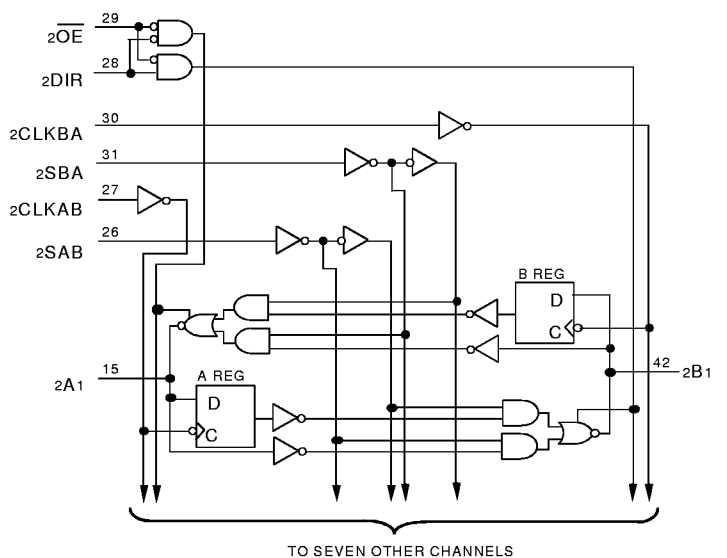 29
2OE
28
2DIR
30
2CLKBA
31
2SBA
27
2CLKAB
26
2SAB
B REG
D
C
15
2A1
42
2B1
A REG
D
C
TO SEVEN OTHER CHANNELS